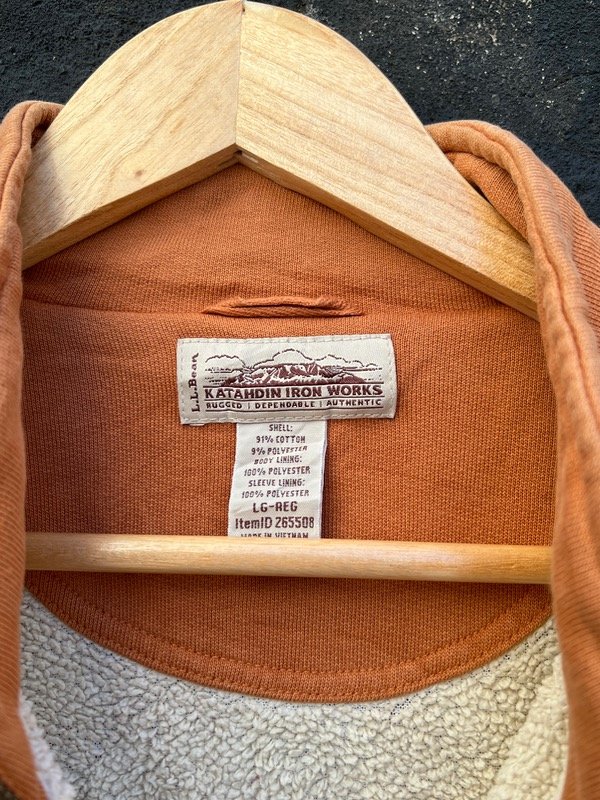 L.L.Bean
KATAHDIN IRON WORKS
RUGGED | DEPENDABLE | AUTHENTIC
SHELL:
91% COTTON
9% POLYESTER
BODY LINING:
100% POLYESTER
SLEEVE LINING:
100% POLYESTER
LG-REG
ItemID 265508
MADE IN VIETNAM